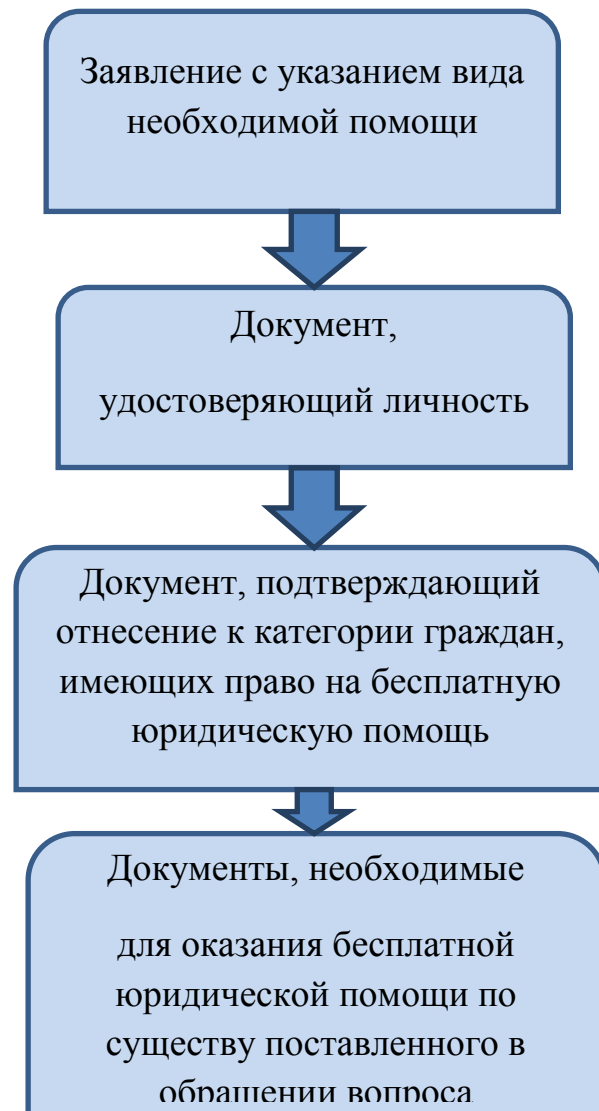 Заявление с указанием вида
необходимой помощи
Документ,
удостоверяющий личность
Документ, подтверждающий
отнесение к категории граждан,
имеющих право на бесплатную
юридическую помощь
Документы, необходимые
для оказания бесплатной
юридической помощи по
существу поставленного в
обращении вопроса